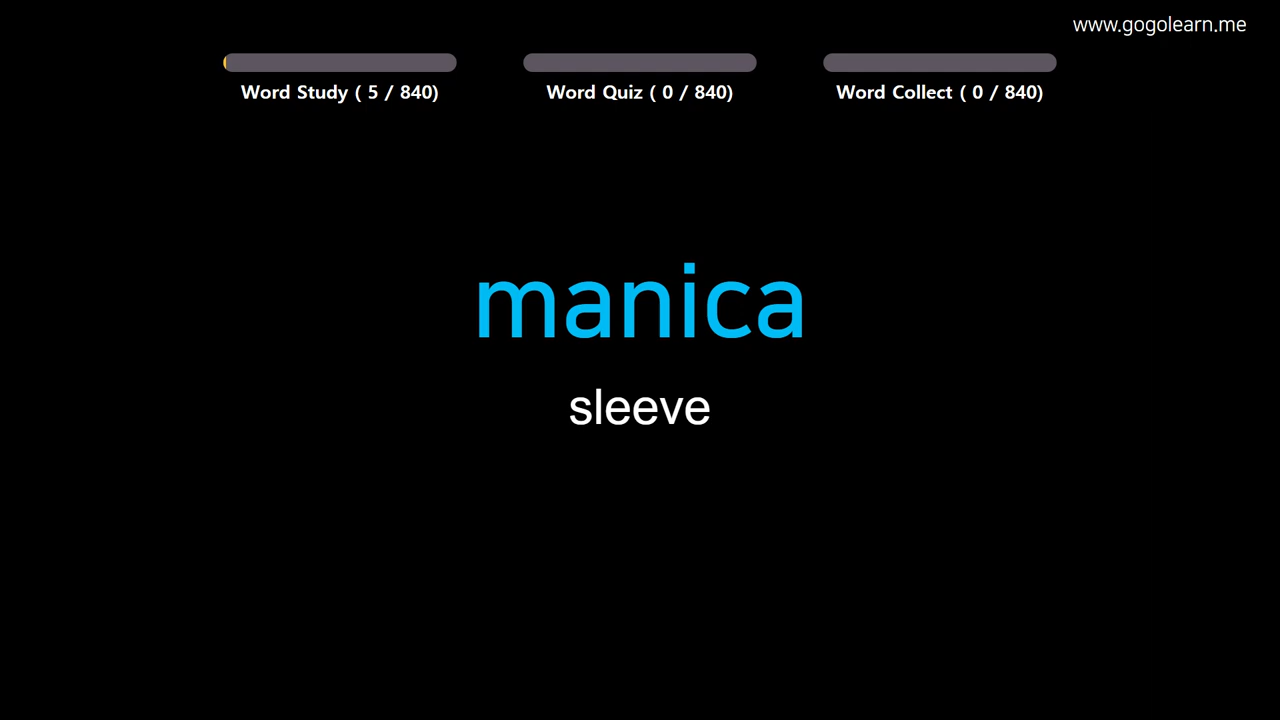 www.gogolearn.me
Word Study ( 5 / 840)
Word Quiz ( 0 / 840)
Word Collect ( 0 / 840)
manica
sleeve